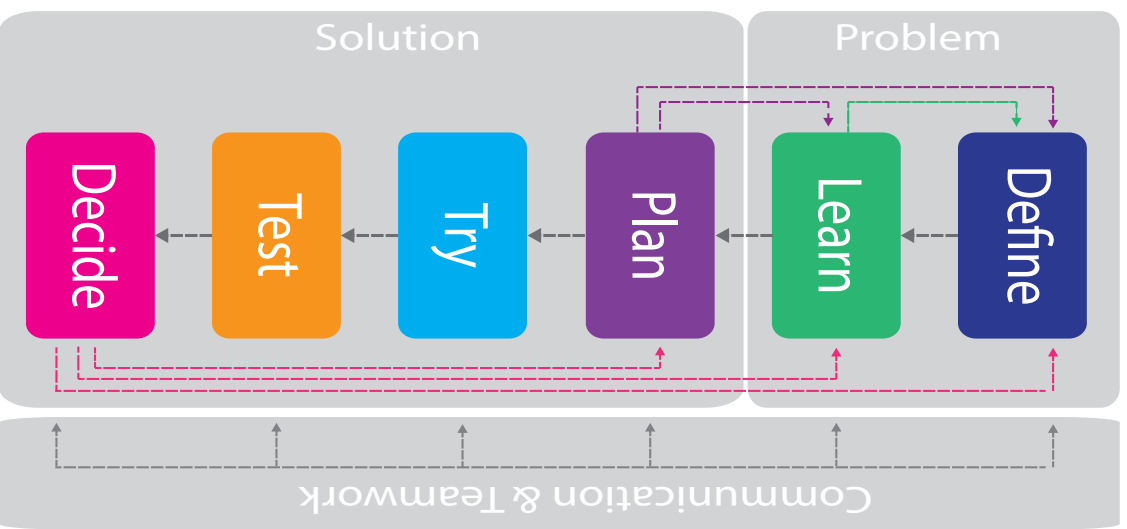 Solution
Problem
Decide
Test
Try
Plan
Learn
Define
Communication & Teamwork